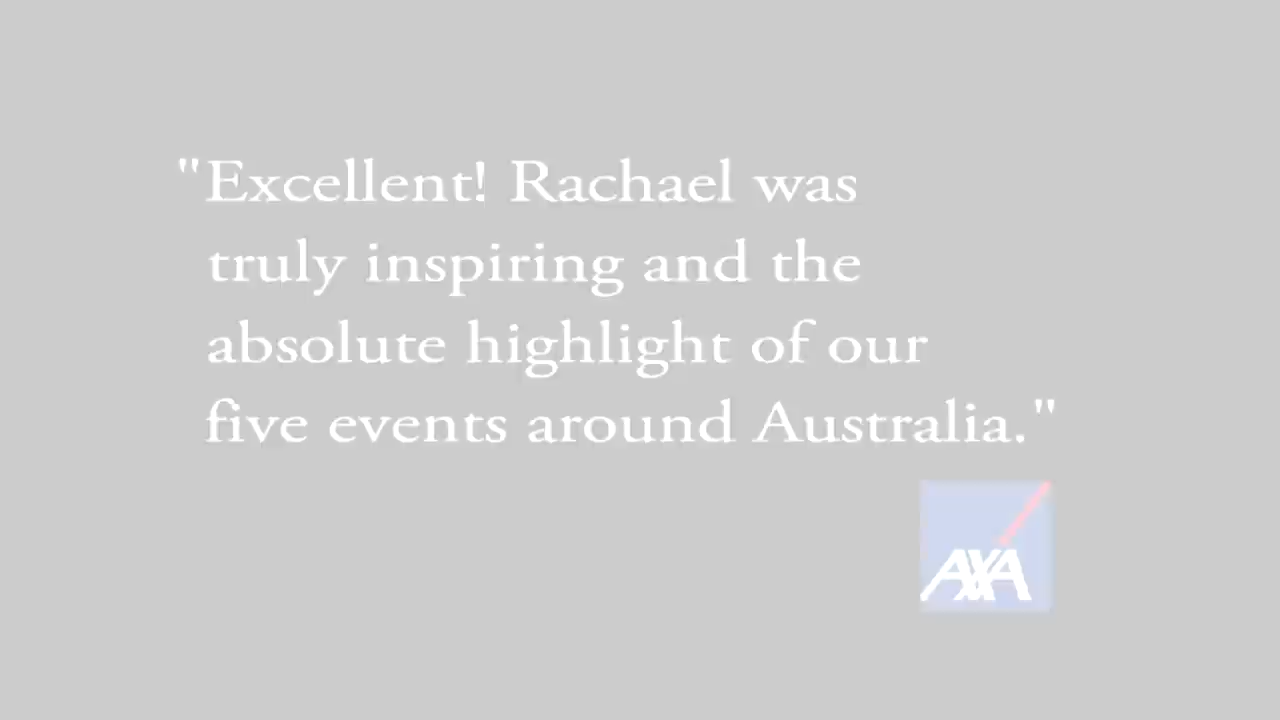 "Excellent! Rachael was
truly inspiring and the
absolute highlight of our
five events around Australia."
AXA